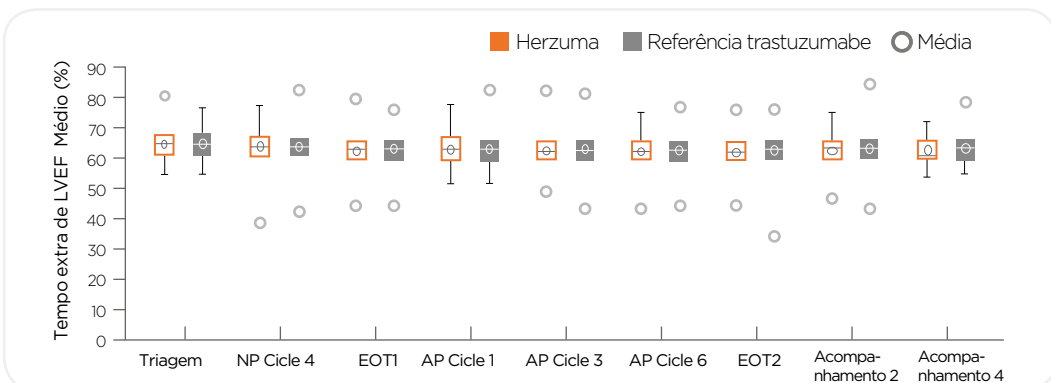 Herzuma Referência trastuzumabe Média
Tempo extra de LVEF Médio (%)
90
80
70
60
50
40
30
20
10
0
Triagem NP Cicle 4 EOT1 AP Cicle 1 AP Cicle 3 AP Cicle 6 EOT2 Acompa- Acompa-
nhamento 2 nhamento 4